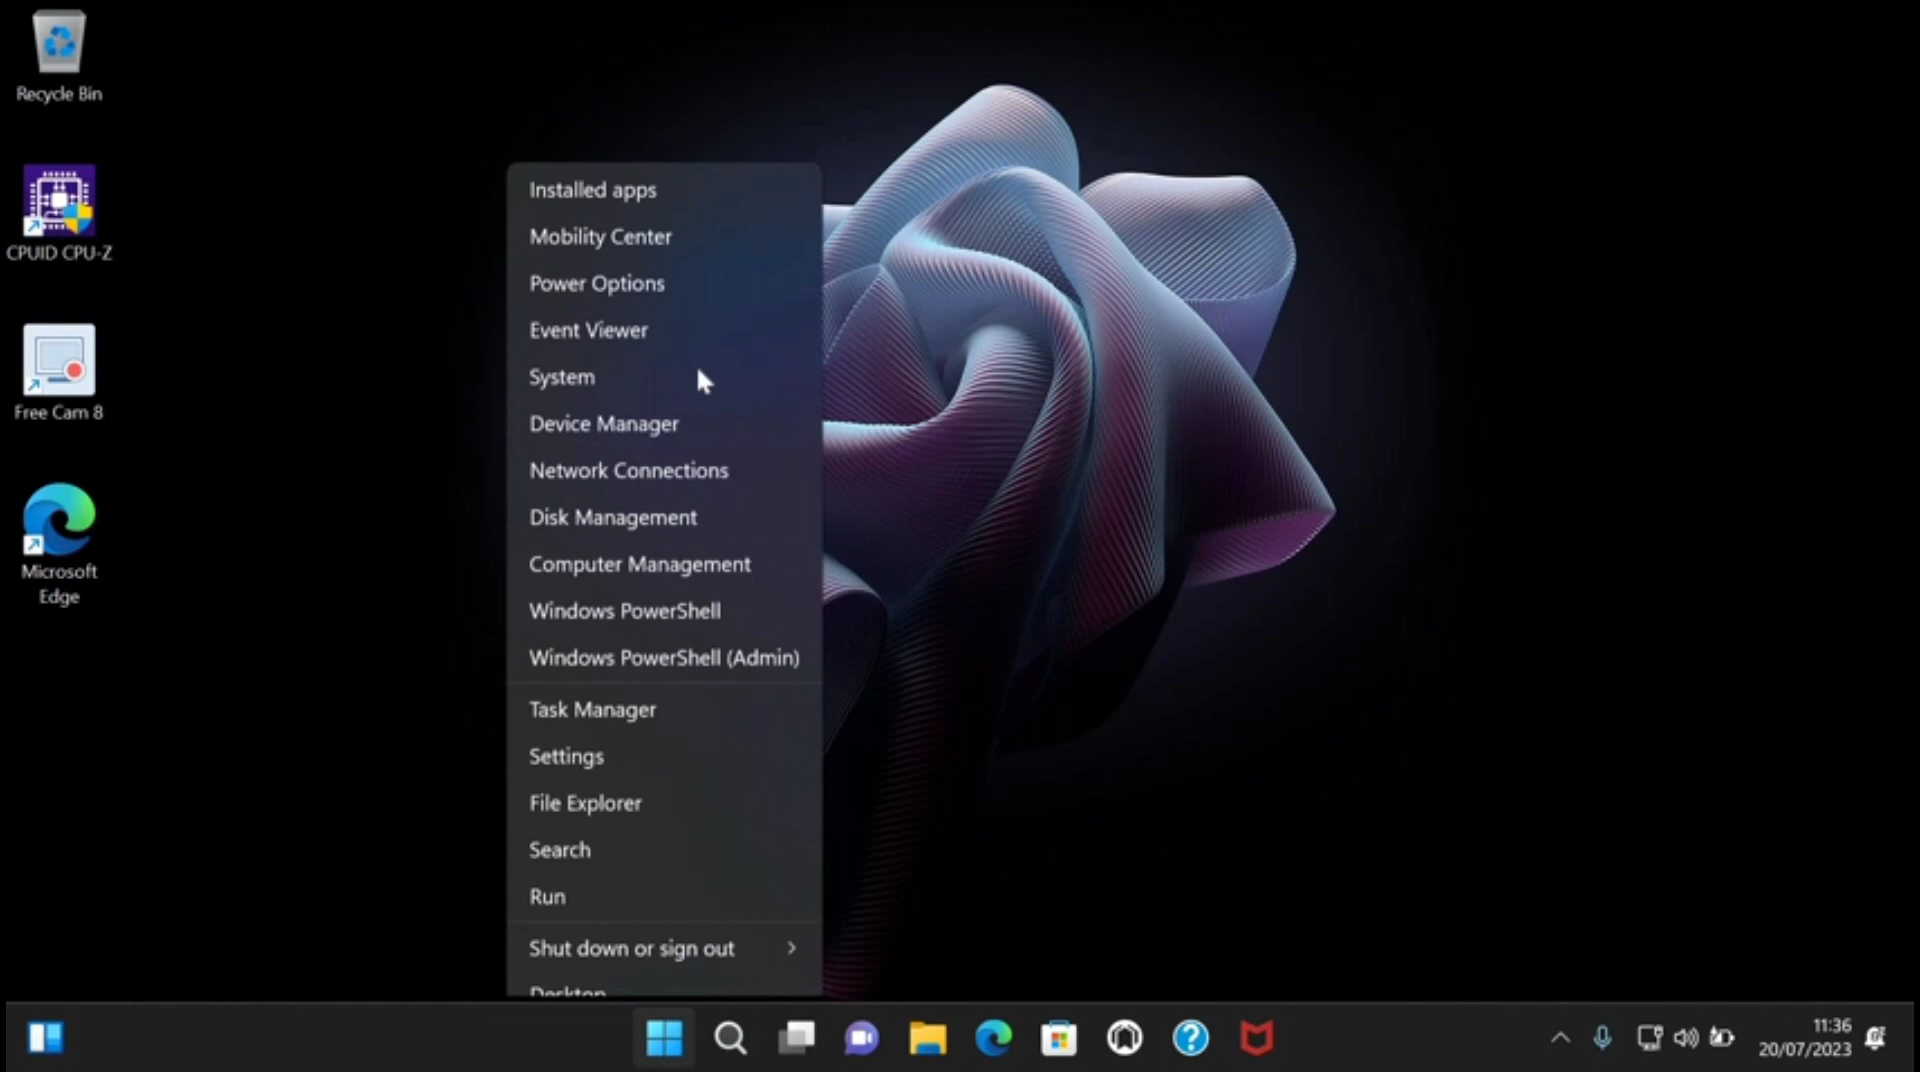 Recycle Bin
CPUID CPU-Z
Free Cam 8
Microsoft
Edge
Installed apps
Mobility Center
Power Options
Event Viewer
System
Device Manager
Network Connections
Disk Management
Computer Management
Windows PowerShell
Windows PowerShell (Admin)
Task Manager
Settings
File Explorer
Search
Run
Shut down or sign out
Desktop
11:36
20/07/2023